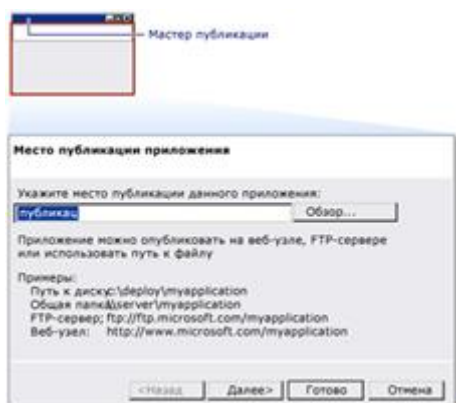 Мастер публикации
Место публикации приложения
Укажите место публикации данного приложения:
публикац
Обзор...
Приложение можно опубликовать на веб-узле, FTP-сервере
или использовать путь к файлу
Примеры:
Путь к диску c:\deploy\myapplication
Общая папка \server\myapplication
FTP-сервер; ftp://ftp.microsoft.com/myapplication
Веб-узел: http://www.microsoft.com/myapplication
<Назад Далее> Готово Отмена